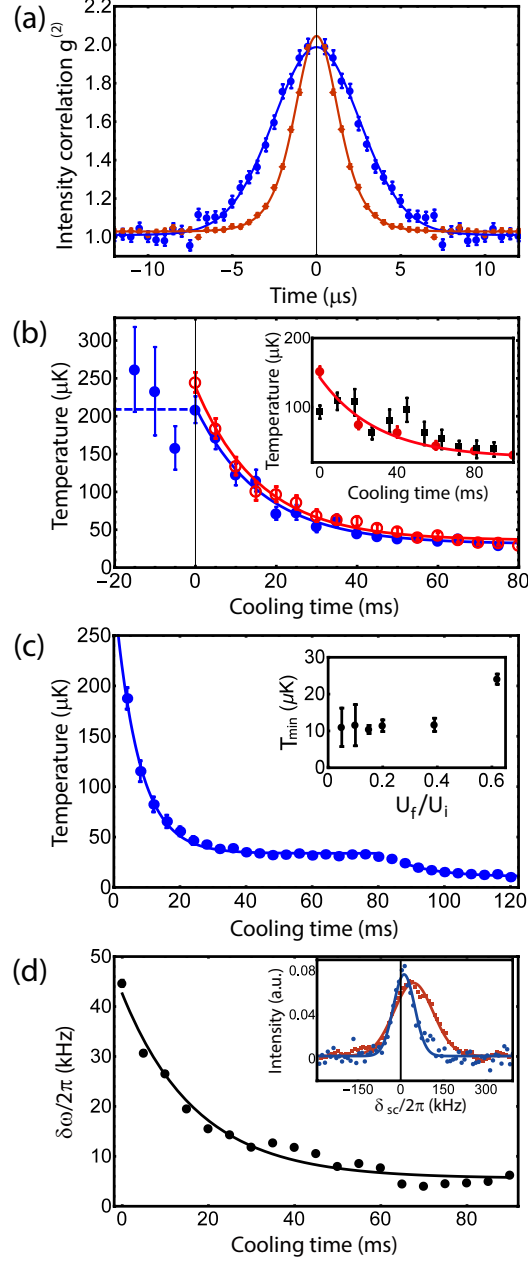 (a)
Intensity correlation g(2)
2.2
2.0
1.8
1.6
1.4
1.2
1.0
−10 −5 0 5 10
Time (μs)
(b)
Temperature (μK)
300
250
200
150
100
50
0
−20 0 20 40 60 80
Cooling time (ms)
Temperature (μK)
200
100
0 40 80
Cooling time (ms)
(c)
Temperature (μK)
250
200
150
100
50
0
0 20 40 60 80 100 120
Cooling time (ms)
Tmin (μK)
30
20
10
0
0 0.2 0.4 0.6
Uf/Ui
(d)
δω/2π (kHz)
50
40
30
20
10
0
0 20 40 60 80
Cooling time (ms)
Intensity (a.u.)
0.08
0.04
0
−150 0 150 300
δsc/2π (kHz)